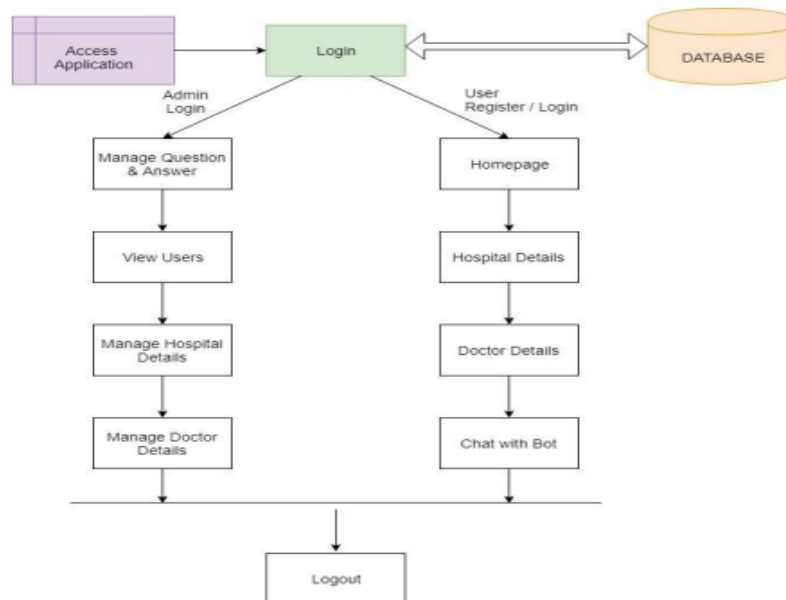 Access
Application
Login
DATABASE
Admin
Login
User
Register / Login
Manage Question
& Answer
Homepage
View Users
Hospital Details
Manage Hospital
Details
Doctor Details
Manage Doctor
Details
Chat with Bot
Logout